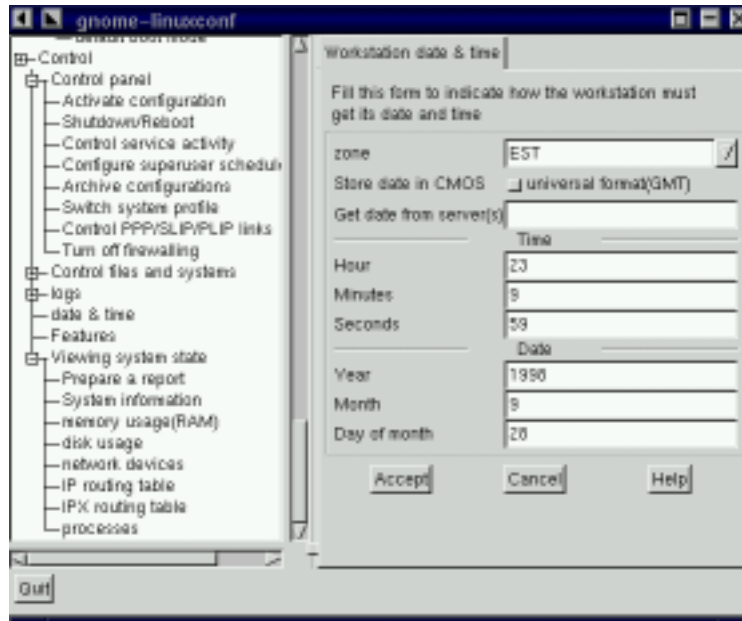 gnome-linuxconf
default boot mode
Control
Control panel
Activate configuration
Shutdown/Reboot
Control service activity
Configure superuser schedul
Archive configurations
Switch system profile
Control PPP/SLIP/PLIP links
Turn off firewalling
Control files and systems
logs
date & time
Features
Viewing system state
Prepare a report
System information
memory usage(RAM)
disk usage
network devices
IP routing table
IPX routing table
processes
Quit
Workstation date & time
Fill this form to indicate how the workstation must
get its date and time
zone EST
Store date in CMOS universal format(GMT)
Get date from server(s)
Time
Hour 23
Minutes 9
Seconds 59
Date
Year 1998
Month 9
Day of month 28
Accept Cancel Help